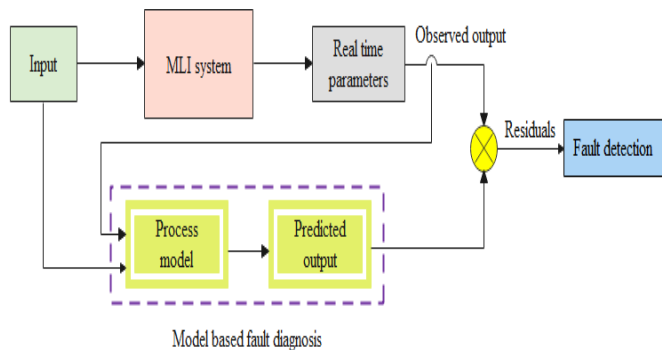 Input
MLI system
Real time
parameters
Observed output
Residuals
Fault detection
Process
model
Predicted
output
Model based fault diagnosis